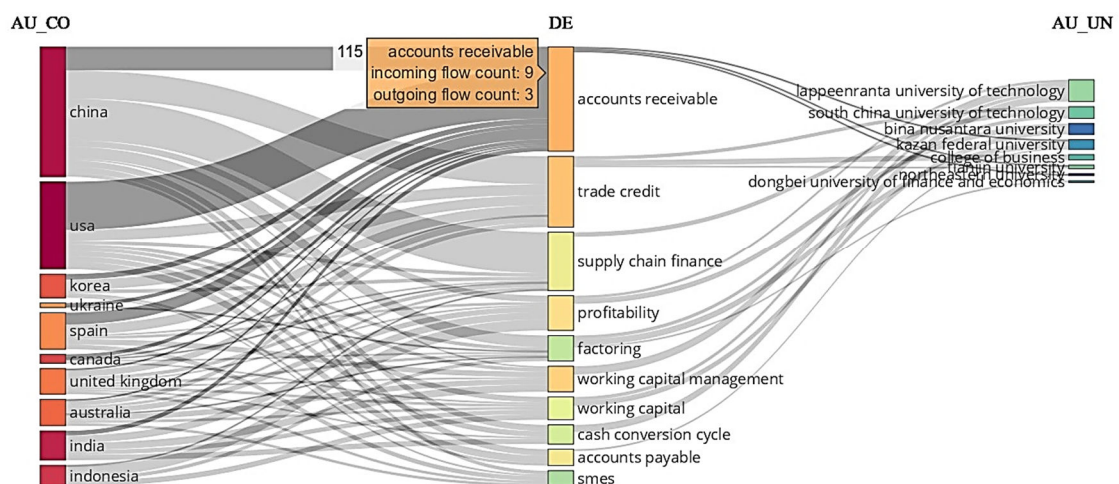 AU_CO
DE
AU_UN
115
accounts receivable
incoming flow count: 9
outgoing flow count: 3
china
usa
korea
ukraine
spain
canada
united kingdom
australia
india
indonesia
accounts receivable
trade credit
supply chain finance
profitability
factoring
working capital management
working capital
cash conversion cycle
accounts payable
smes
lappeenranta university of technology
south china university of technology
bina nusantara university
kazan federal university
college of business
tianjin university
northeastern university
dongbei university of finance and economics